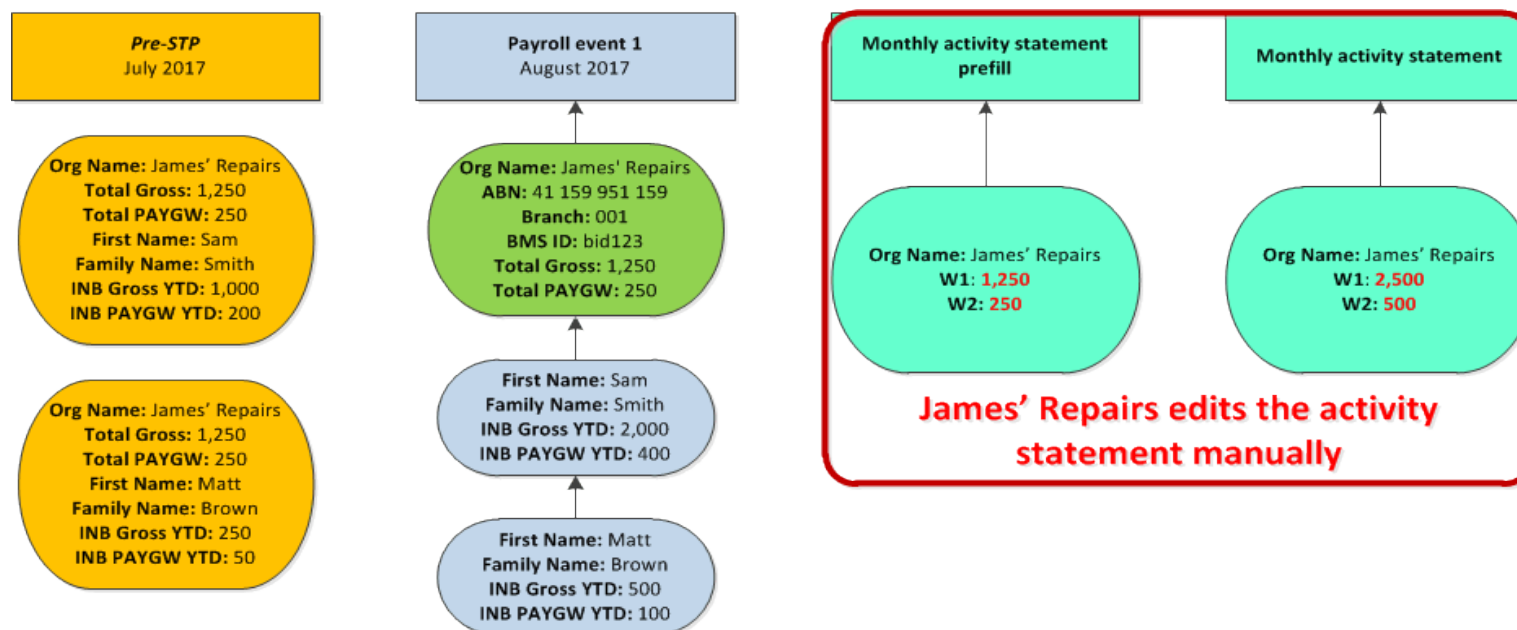 Pre-STP
July 2017
Org Name: James’ Repairs
Total Gross: 1,250
Total PAYGW: 250
First Name: Sam
Family Name: Smith
INB Gross YTD: 1,000
INB PAYGW YTD: 200
Org Name: James’ Repairs
Total Gross: 1,250
Total PAYGW: 250
First Name: Matt
Family Name: Brown
INB Gross YTD: 250
INB PAYGW YTD: 50
Payroll event 1
August 2017
Org Name: James' Repairs
ABN: 41 159 951 159
Branch: 001
BMS ID: bid123
Total Gross: 1,250
Total PAYGW: 250
First Name: Sam
Family Name: Smith
INB Gross YTD: 2,000
INB PAYGW YTD: 400
First Name: Matt
Family Name: Brown
INB Gross YTD: 500
INB PAYGW YTD: 100
Monthly activity statement
prefill
Org Name: James’ Repairs
W1: 1,250
W2: 250
Monthly activity statement
Org Name: James’ Repairs
W1: 2,500
W2: 500
James’ Repairs edits the activity
statement manually